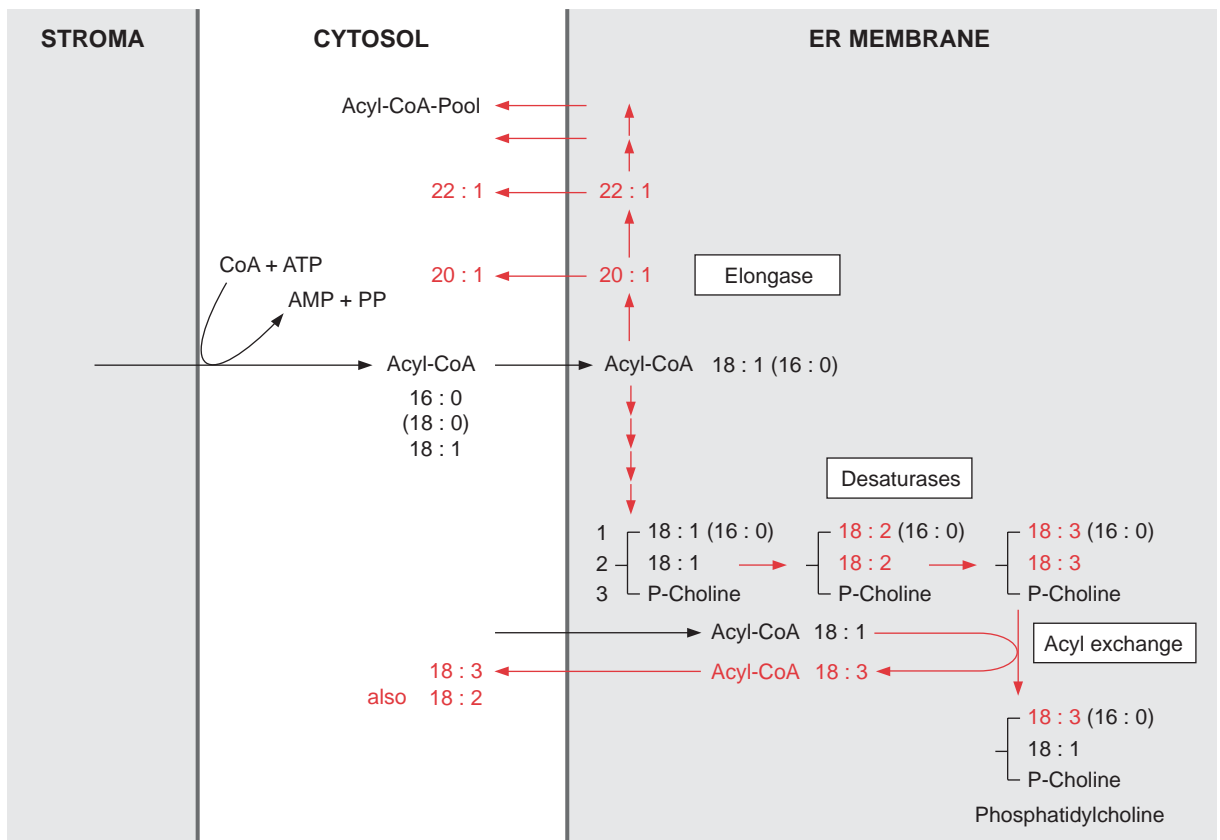 STROMA
CYTOSOL
ER MEMBRANE
Acyl-CoA-Pool
22 : 1
22 : 1
CoA + ATP
AMP + PP
20 : 1
20 : 1
Elongase
Acyl-CoA
16 : 0
(18 : 0)
18 : 1
Acyl-CoA 18 : 1 (16 : 0)
Desaturases
1 18 : 1 (16 : 0)
2 18 : 1
3 P-Choline
18 : 2 (16 : 0)
18 : 2
P-Choline
18 : 3 (16 : 0)
18 : 3
P-Choline
Acyl-CoA 18 : 1
Acyl exchange
18 : 3
also 18 : 2
Acyl-CoA 18 : 3
18 : 3 (16 : 0)
18 : 1
P-Choline
Phosphatidylcholine